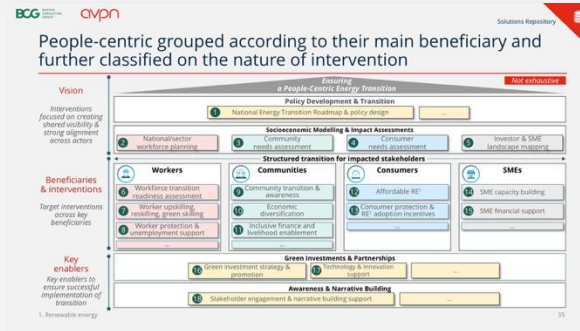 BCG
BOSTON
CONSULTING
GROUP
avpn
Solutions Repository
People-centric grouped according to their main beneficiary and
further classified on the nature of intervention
Not exhaustive
Ensuring
a People-Centric Energy Transition
Vision
Interventions
focused on creating
shared visibility &
strong alignment
across actors
Policy Development & Transition
1 National Energy Transition Roadmap & policy design
...
Socioeconomic Modelling & Impact Assessments
2 National/sector
workforce planning
3 Community
needs assessment
4 Consumer
needs assessment
5 Investor & SME
landscape mapping
Structured transition for impacted stakeholders
Beneficiaries
& interventions
Target interventions
across key
beneficiaries
Workers
6 Workforce transition
readiness assessment
7 Worker upskilling,
reskilling, green skilling
8 Worker protection &
unemployment support
...
Communities
9 Community transition &
awareness
10 Economic
diversification
11 Inclusive finance and
livelihood enablement
...
Consumers
12 Affordable RE¹
13 Consumer protection &
RE¹ adoption incentives
...
SMEs
14 SME capacity building
15 SME financial support
...
Key
enablers
Key enablers to
ensure successful
implementation of
transition
Green Investments & Partnerships
16 Green investment strategy &
promotion
17 Technology & Innovation
support
...
Awareness & Narrative Building
18 Stakeholder engagement & narrative building support
...
1. Renewable energy
35